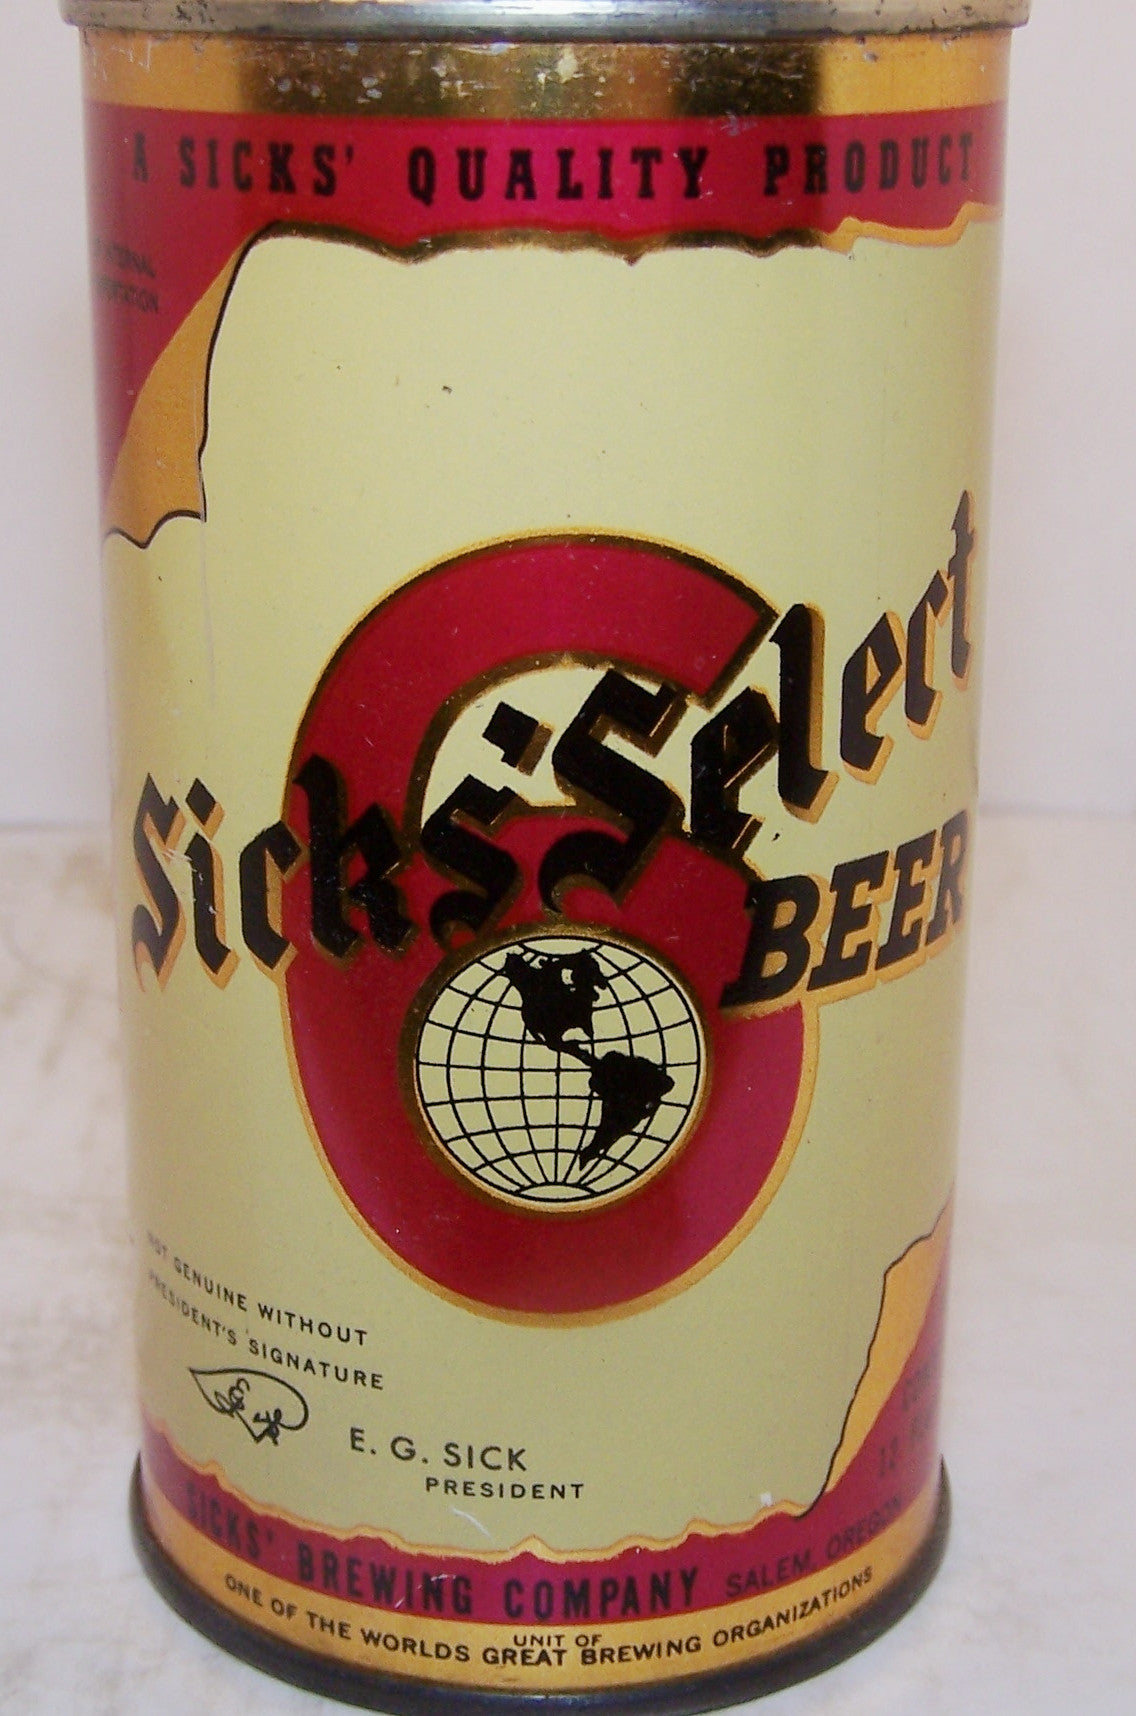 A SICKS' QUALITY PRODUCT
6
Sicks' Select
BEER
NOT GENUINE WITHOUT
PRESIDENT'S SIGNATURE
E. G. SICK
PRESIDENT
SICKS' BREWING COMPANY SALEM, OREGON
UNIT OF
ONE OF THE WORLDS GREAT BREWING ORGANIZATIONS